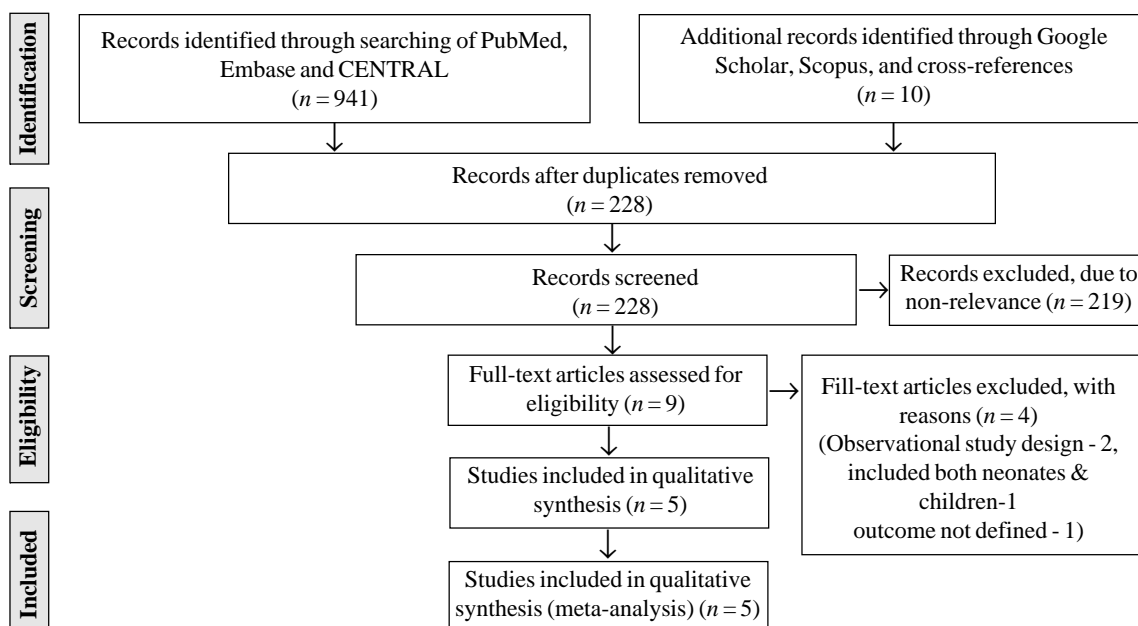 Identification
Records identified through searching of PubMed,
Embase and CENTRAL
(n = 941)
Additional records identified through Google
Scholar, Scopus, and cross-references
(n = 10)
Records after duplicates removed
(n = 228)
Screening
Records screened
(n = 228)
Records excluded, due to
non-relevance (n = 219)
Eligibility
Full-text articles assessed for
eligibility (n = 9)
Fill-text articles excluded, with
reasons (n = 4)
(Observational study design - 2,
included both neonates &
children-1
outcome not defined - 1)
Studies included in qualitative
synthesis (n = 5)
Included
Studies included in qualitative
synthesis (meta-analysis) (n = 5)